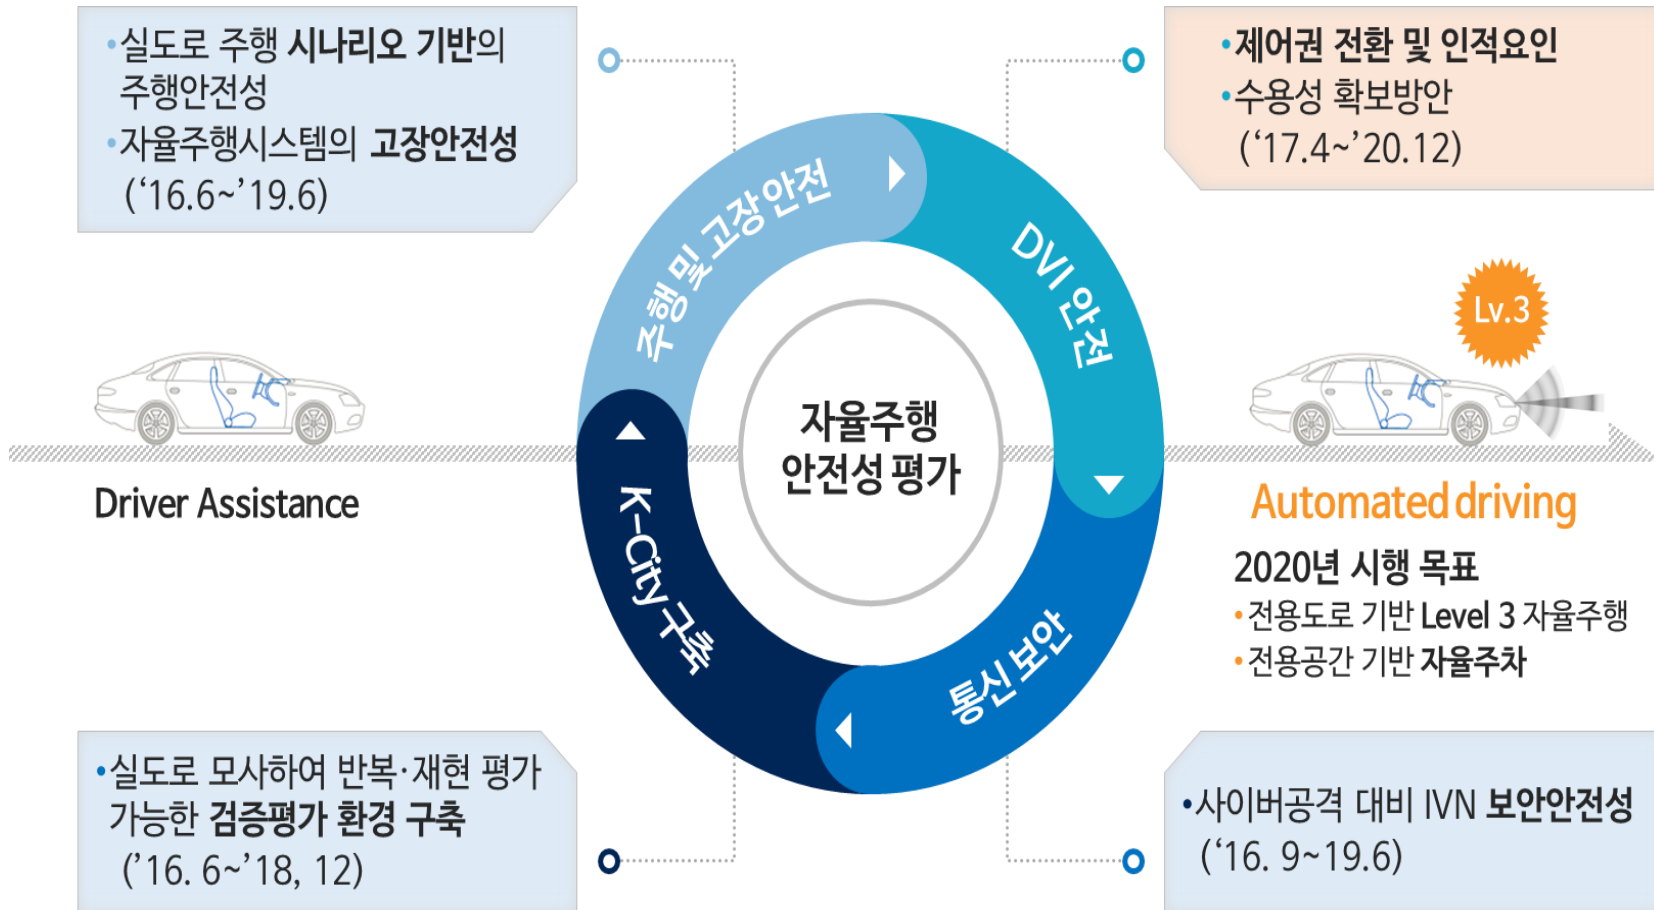 •실도로 주행 시나리오 기반의
주행안전성
•자율주행시스템의 고장안전성
(‘16.6~’19.6)
•제어권 전환 및 인적요인
•수용성 확보방안
(‘17.4~’20.12)
주행 및 고장안전
DVI 안전
통신 보안
K-City 구축
자율주행
안전성 평가
Driver Assistance
Lv.3
Automated driving
2020년 시행 목표
•전용도로 기반 Level 3 자율주행
•전용공간 기반 자율주차
•실도로 모사하여 반복·재현 평가
가능한 검증평가 환경 구축
(’16. 6~’18, 12)
•사이버공격 대비 IVN 보안안전성
(‘16. 9~19.6)